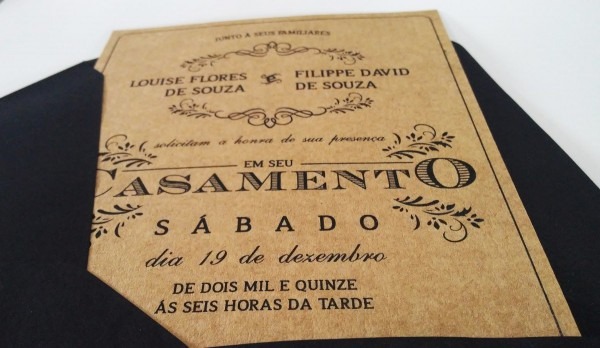 JUNTO A SEUS FAMILIARES
LOUISE FLORES DE SOUZA
&
FILIPPE DAVID DE SOUZA
solicitam a honra de sua presença
EM SEU
CASAMENTO
SÁBADO
dia 19 de dezembro
DE DOIS MIL E QUINZE
ÁS SEIS HORAS DA TARDE